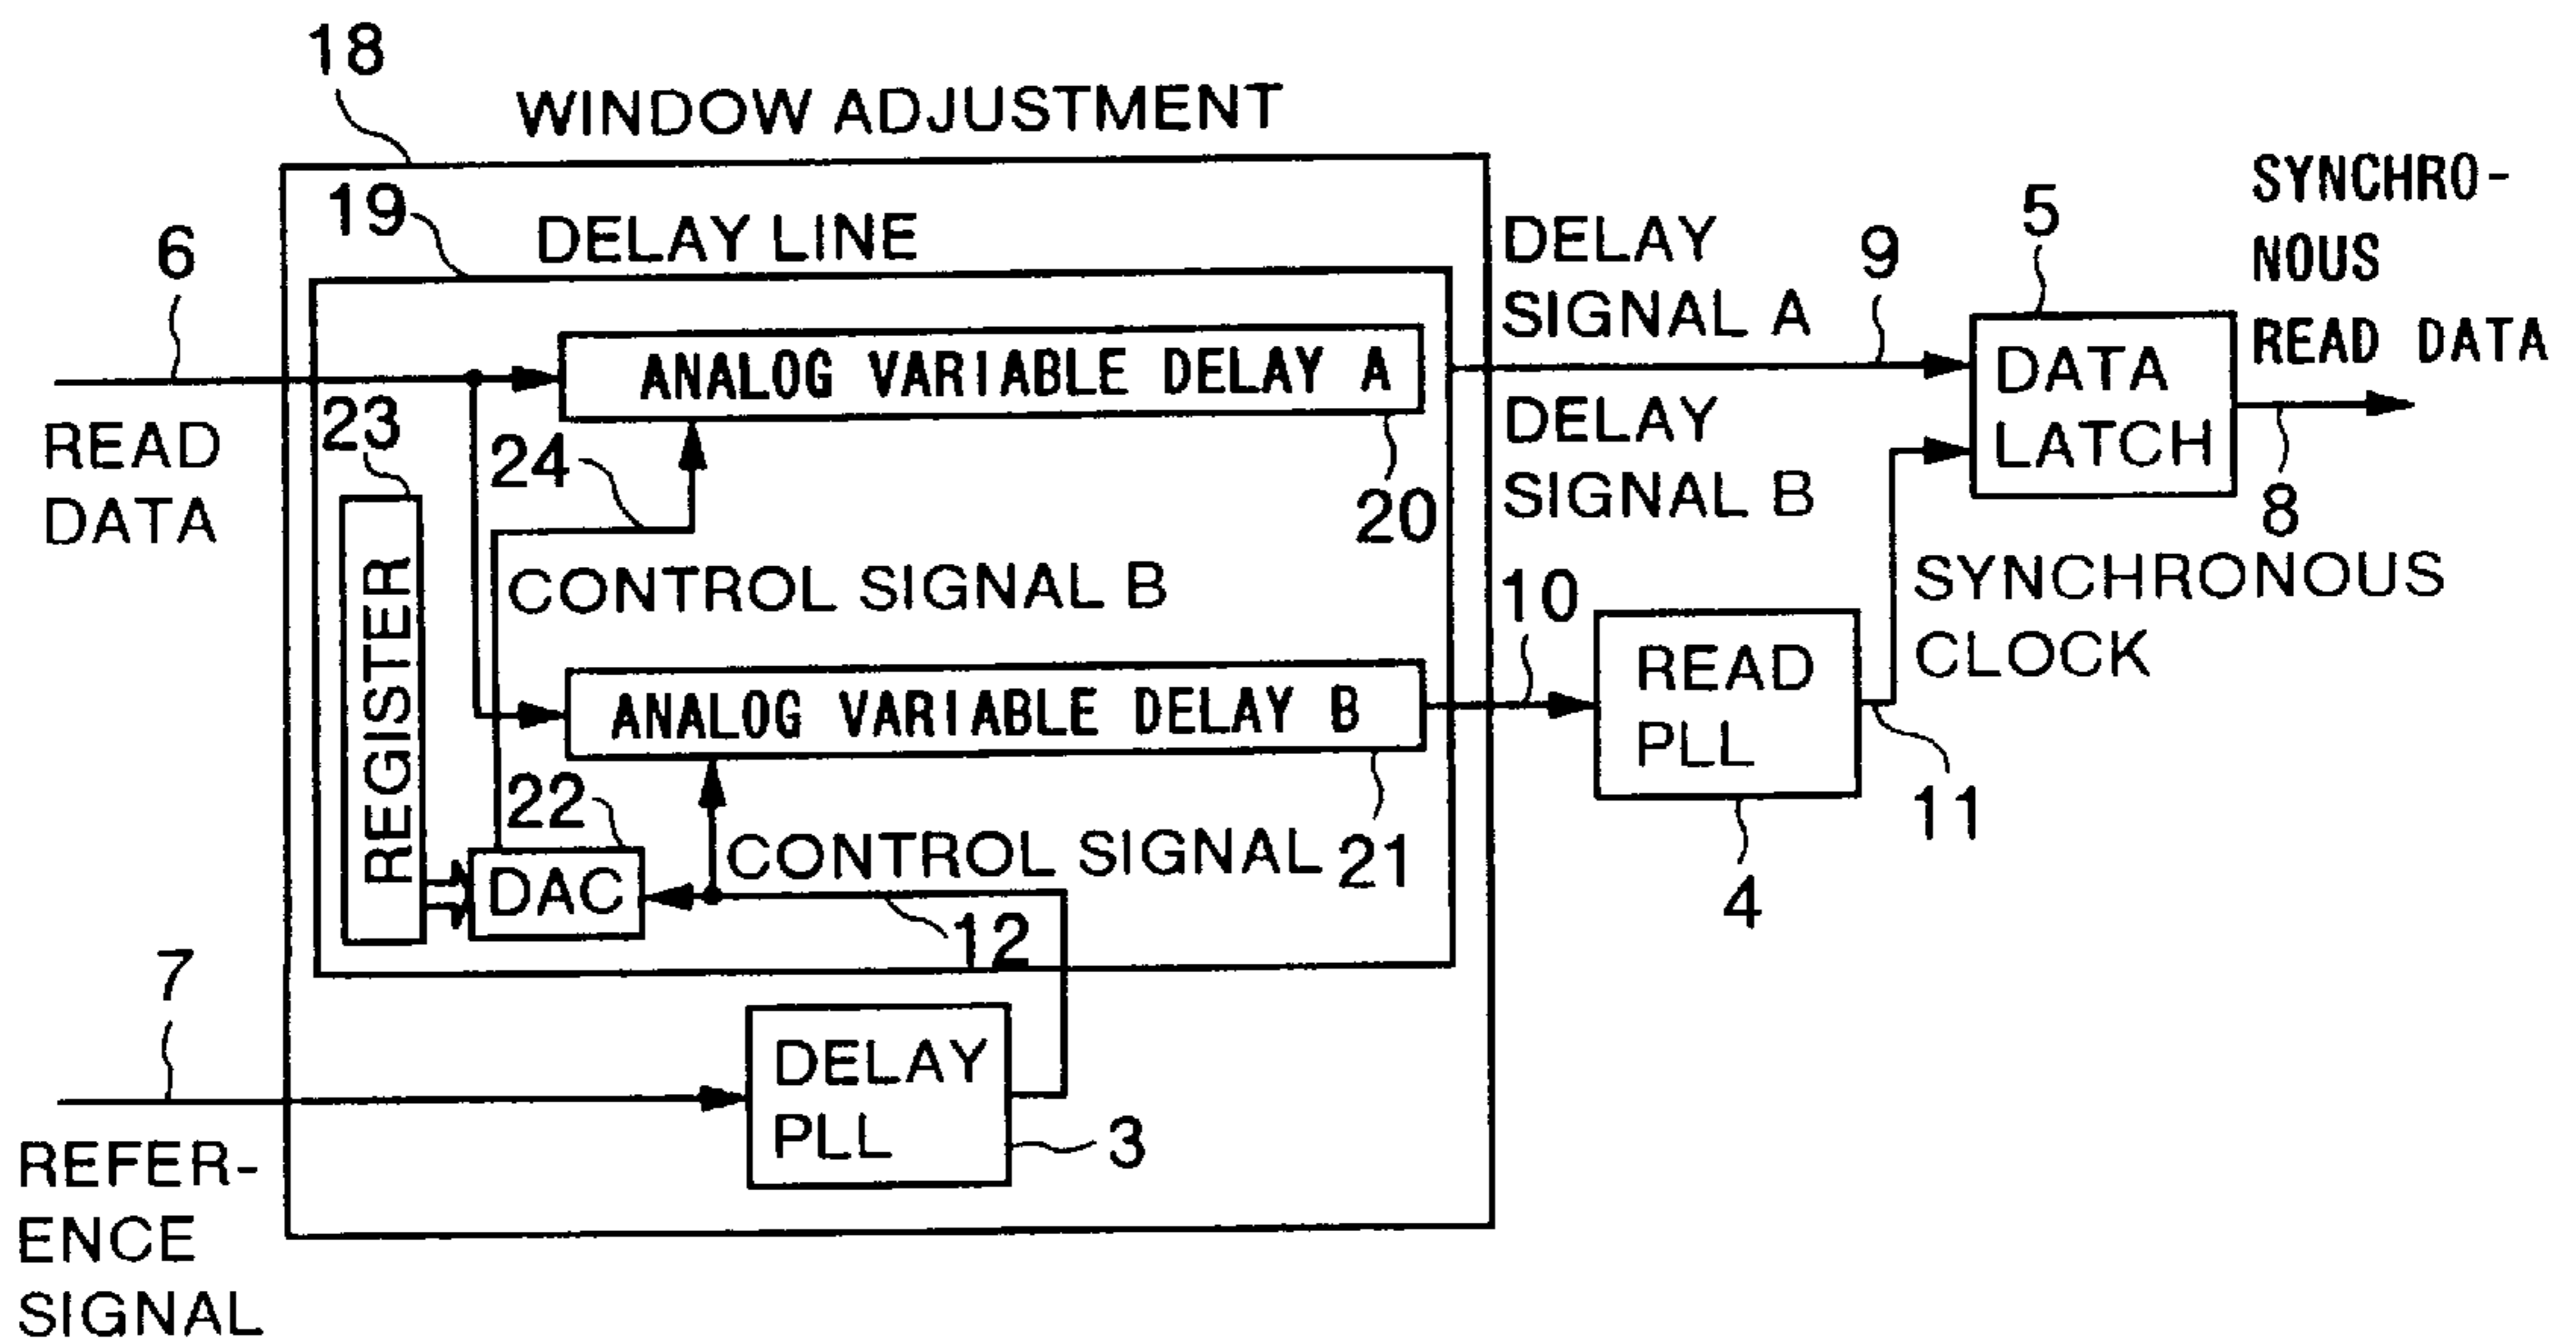 18
WINDOW ADJUSTMENT
19
DELAY LINE
6
READ
DATA
ANALOG VARIABLE DELAY A
20
23
REGISTER
24
CONTROL SIGNAL B
ANALOG VARIABLE DELAY B
21
22
DAC
CONTROL SIGNAL
12
7
REFER-
ENCE
SIGNAL
DELAY
PLL
3
DELAY
SIGNAL A
9
DELAY
SIGNAL B
10
READ
PLL
4
11
SYNCHRONOUS
CLOCK
5
DATA
LATCH
SYNCHRO-
NOUS
READ DATA
8